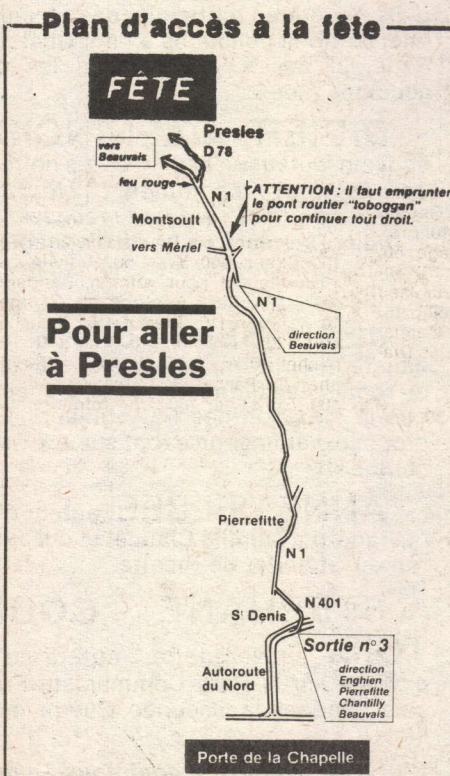 Plan d'accès à la fête
FÊTE
Presles
D 78
vers
Beauvais
feu rouge
N 1
ATTENTION : il faut emprunter
le pont routier "toboggan"
pour continuer tout droit.
Montsoult
vers Mériel
N 1
direction
Beauvais
Pour aller
à Presles
Pierrefitte
N 1
N 401
St Denis
Sortie n° 3
direction
Enghien
Pierrefitte
Chantilly
Beauvais
Autoroute
du Nord
Porte de la Chapelle